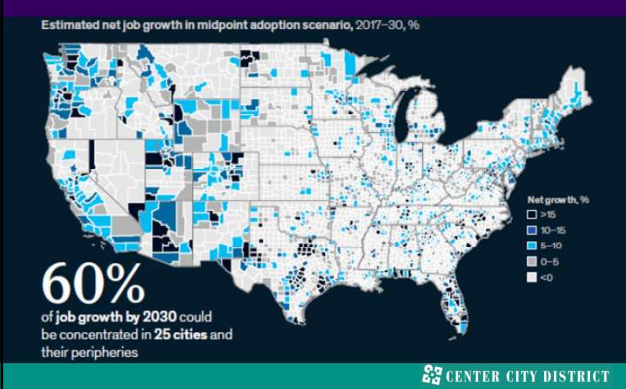 Estimated net job growth in midpoint adoption scenario, 2017–30, %
Net growth, %
>15
10–15
5–10
0–5
<0
60%
of job growth by 2030 could
be concentrated in 25 cities and
their peripheries
CENTER CITY DISTRICT